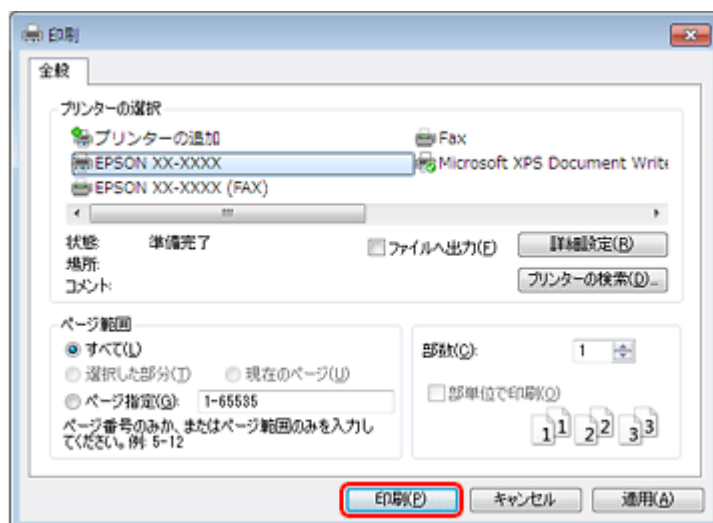 印刷
全般
プリンターの選択
プリンターの追加
Fax
EPSON XX-XXXX
Microsoft XPS Document Write
EPSON XX-XXXX (FAX)
状態: 準備完了
場所:
コメント:
ファイルへ出力(F)
詳細設定(R)
プリンターの検索(D)...
ページ範囲
すべて(L)
選択した部分(T)
現在のページ(U)
ページ指定(G): 1-65535
ページ番号のみか、またはページ範囲のみを入力し
てください。例: 5-12
部数(C): 1
部単位で印刷(O)
11 22 33
印刷(P)
キャンセル
適用(A)